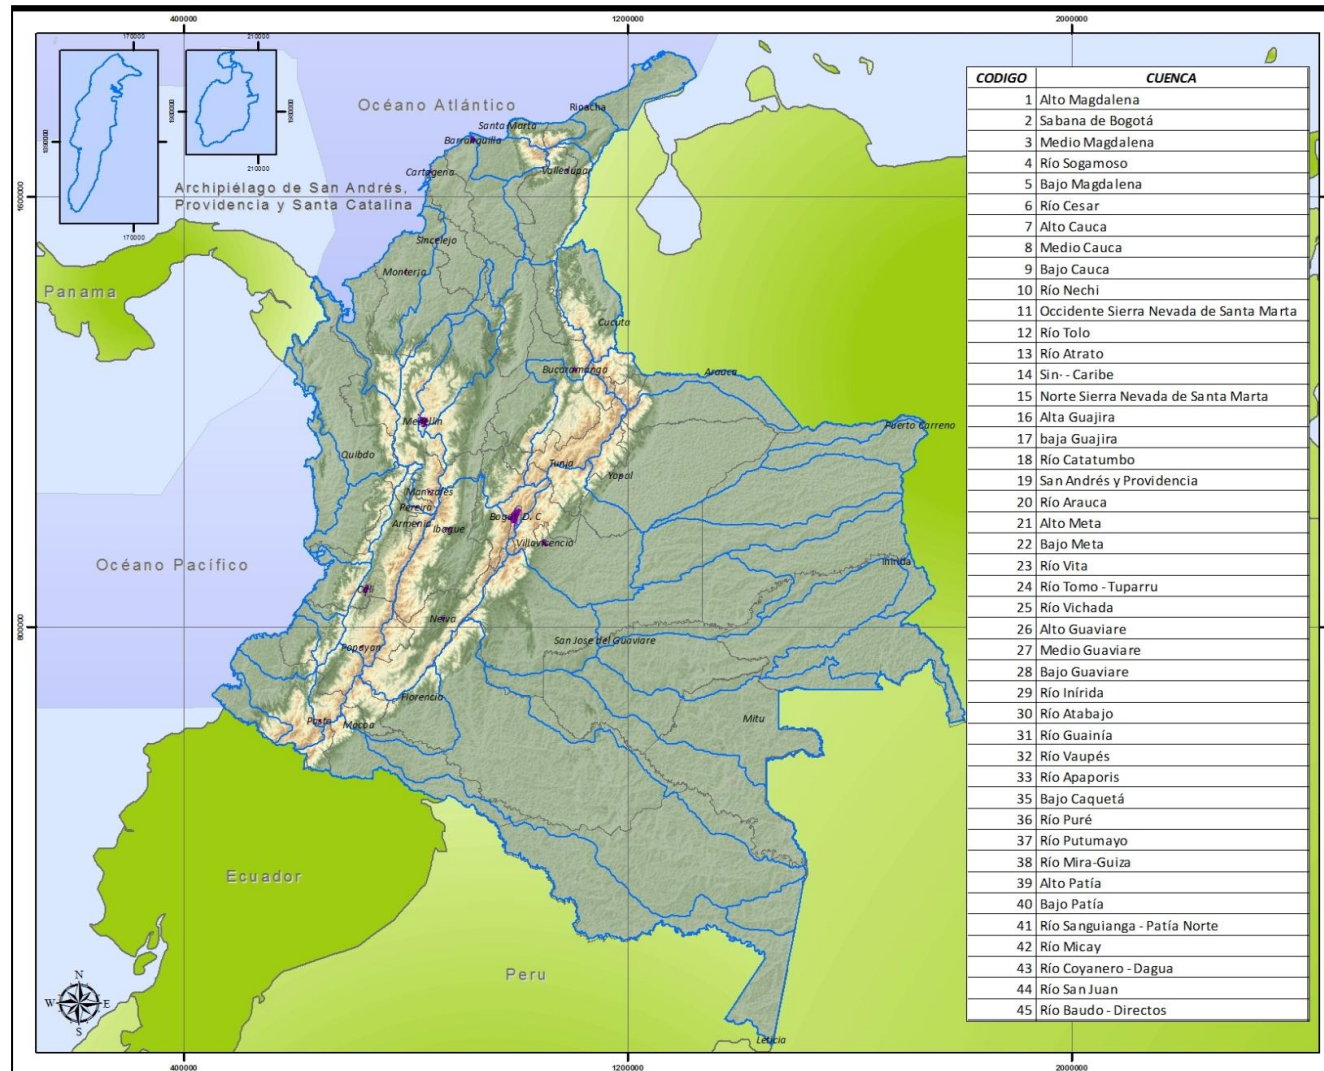 400000
1200000
2000000
170000
210000
Océano Atlántico
Rioacha
Santa Marta
Barranquilla
Cartagena
Valledupar
Archipiélago de San Andrés,
Providencia y Santa Catalina
170000
210000
Sincelejo
Monteria
Panama
Cucuta
Bucaramanga
Arauca
Medellin
Puerto Carreno
Quibdo
Tunja
Yopal
Manizales
Pereira
Armenia
Ibague
Bogota D. C
Villavicencio
Océano Pacífico
Inirida
Cali
Neiva
San Jose del Guaviare
Popayan
Florencia
Pasto
Mocoa
Mitu
Ecuador
Peru
Leticia
N
W
E
S
400000
1200000
2000000
CODIGO CUENCA
1 Alto Magdalena
2 Sabana de Bogotá
3 Medio Magdalena
4 Río Sogamoso
5 Bajo Magdalena
6 Río Cesar
7 Alto Cauca
8 Medio Cauca
9 Bajo Cauca
10 Río Nechi
11 Occidente Sierra Nevada de Santa Marta
12 Río Tolo
13 Río Atrato
14 Sin· - Caribe
15 Norte Sierra Nevada de Santa Marta
16 Alta Guajira
17 baja Guajira
18 Río Catatumbo
19 San Andrés y Providencia
20 Río Arauca
21 Alto Meta
22 Bajo Meta
23 Río Vita
24 Río Tomo - Tuparru
25 Río Vichada
26 Alto Guaviare
27 Medio Guaviare
28 Bajo Guaviare
29 Río Inírida
30 Río Atabajo
31 Río Guainía
32 Río Vaupés
33 Río Apaporis
35 Bajo Caquetá
36 Río Puré
37 Río Putumayo
38 Río Mira-Guiza
39 Alto Patía
40 Bajo Patía
41 Río Sanguianga - Patía Norte
42 Río Micay
43 Río Coyanero - Dagua
44 Río San Juan
45 Río Baudo - Directos